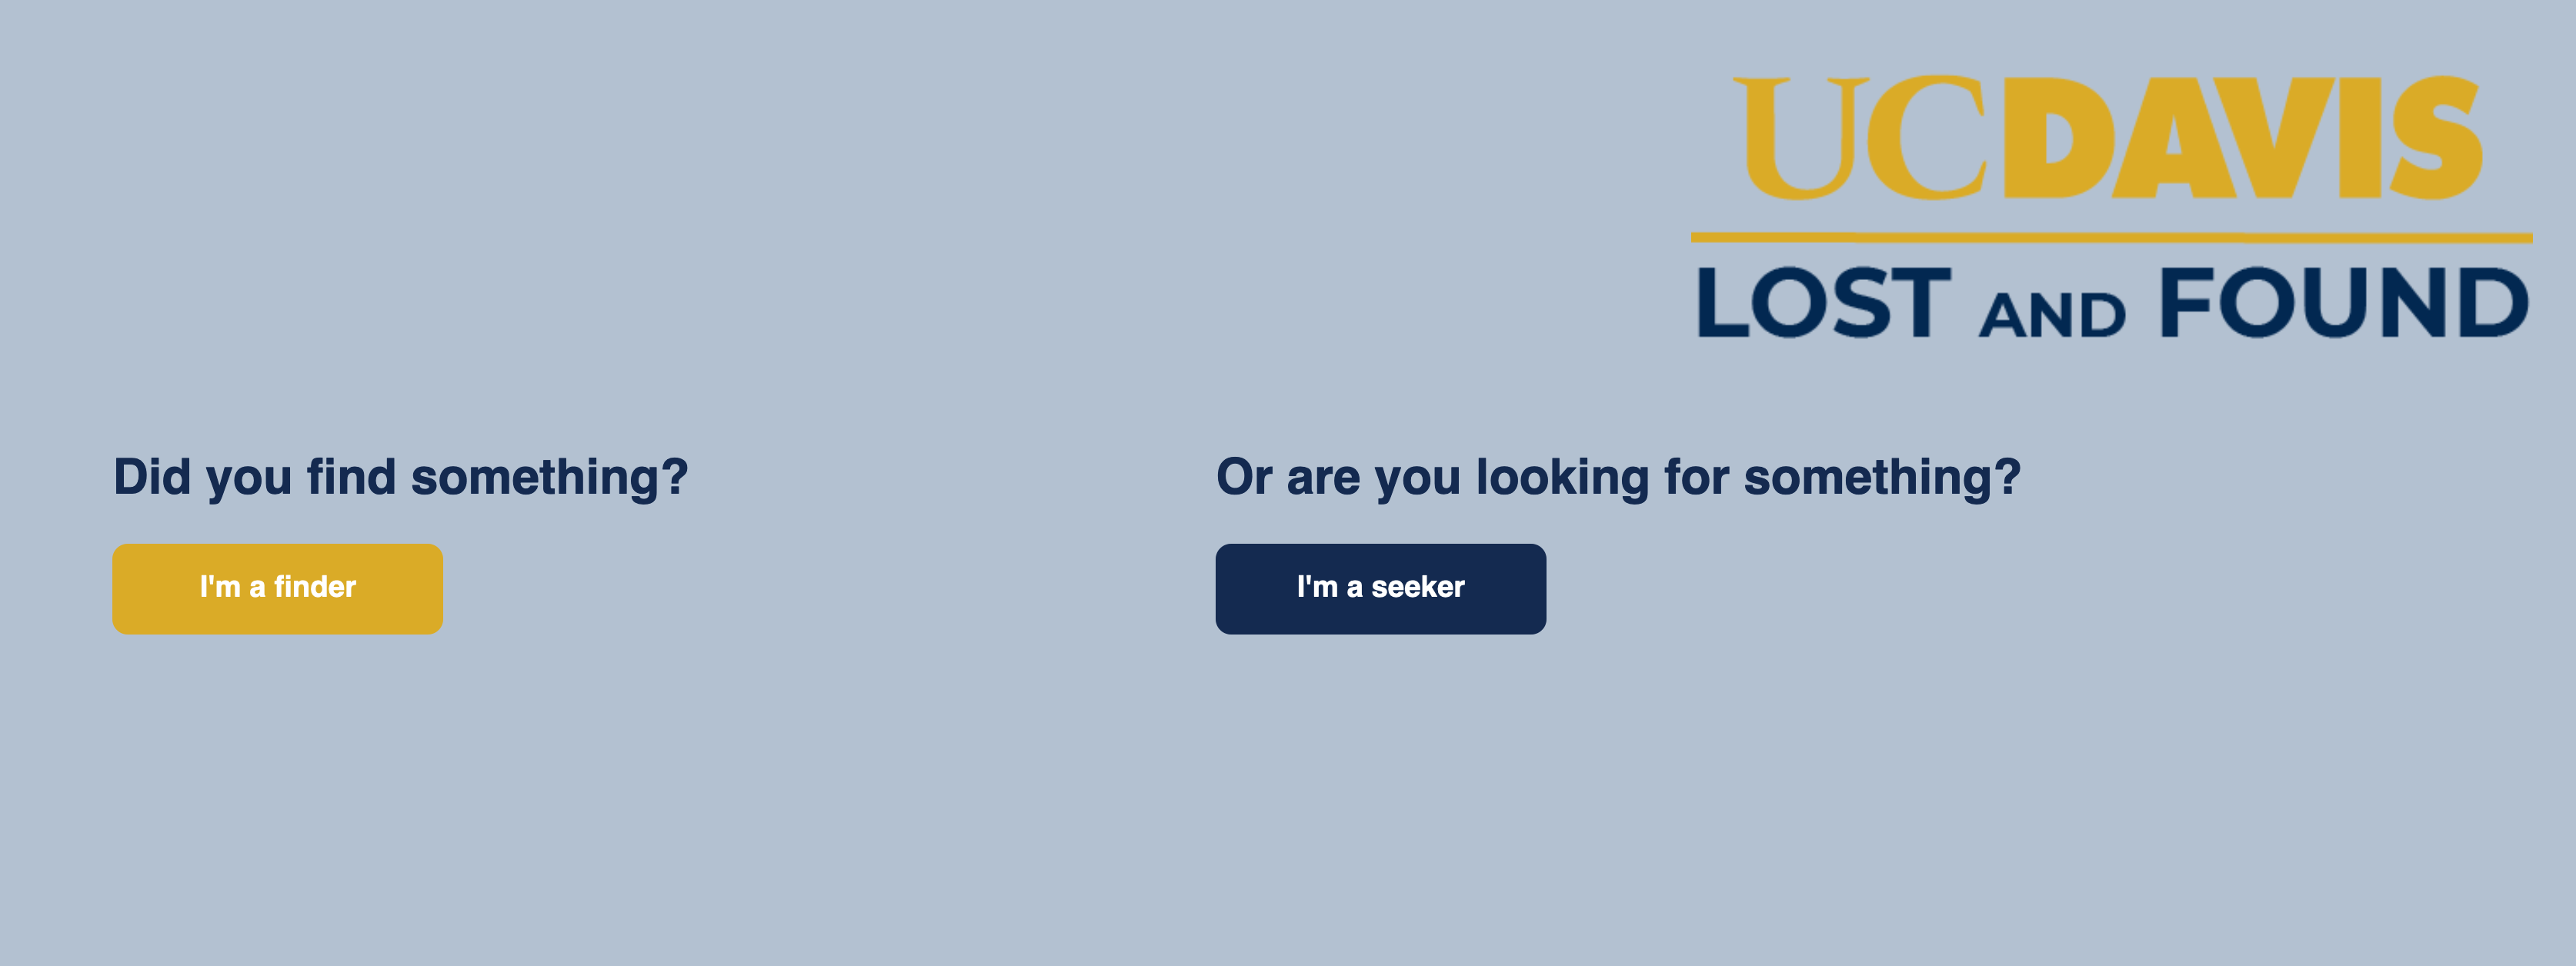 UCDAVIS
LOST AND FOUND
Did you find something?
I'm a finder
Or are you looking for something?
I'm a seeker